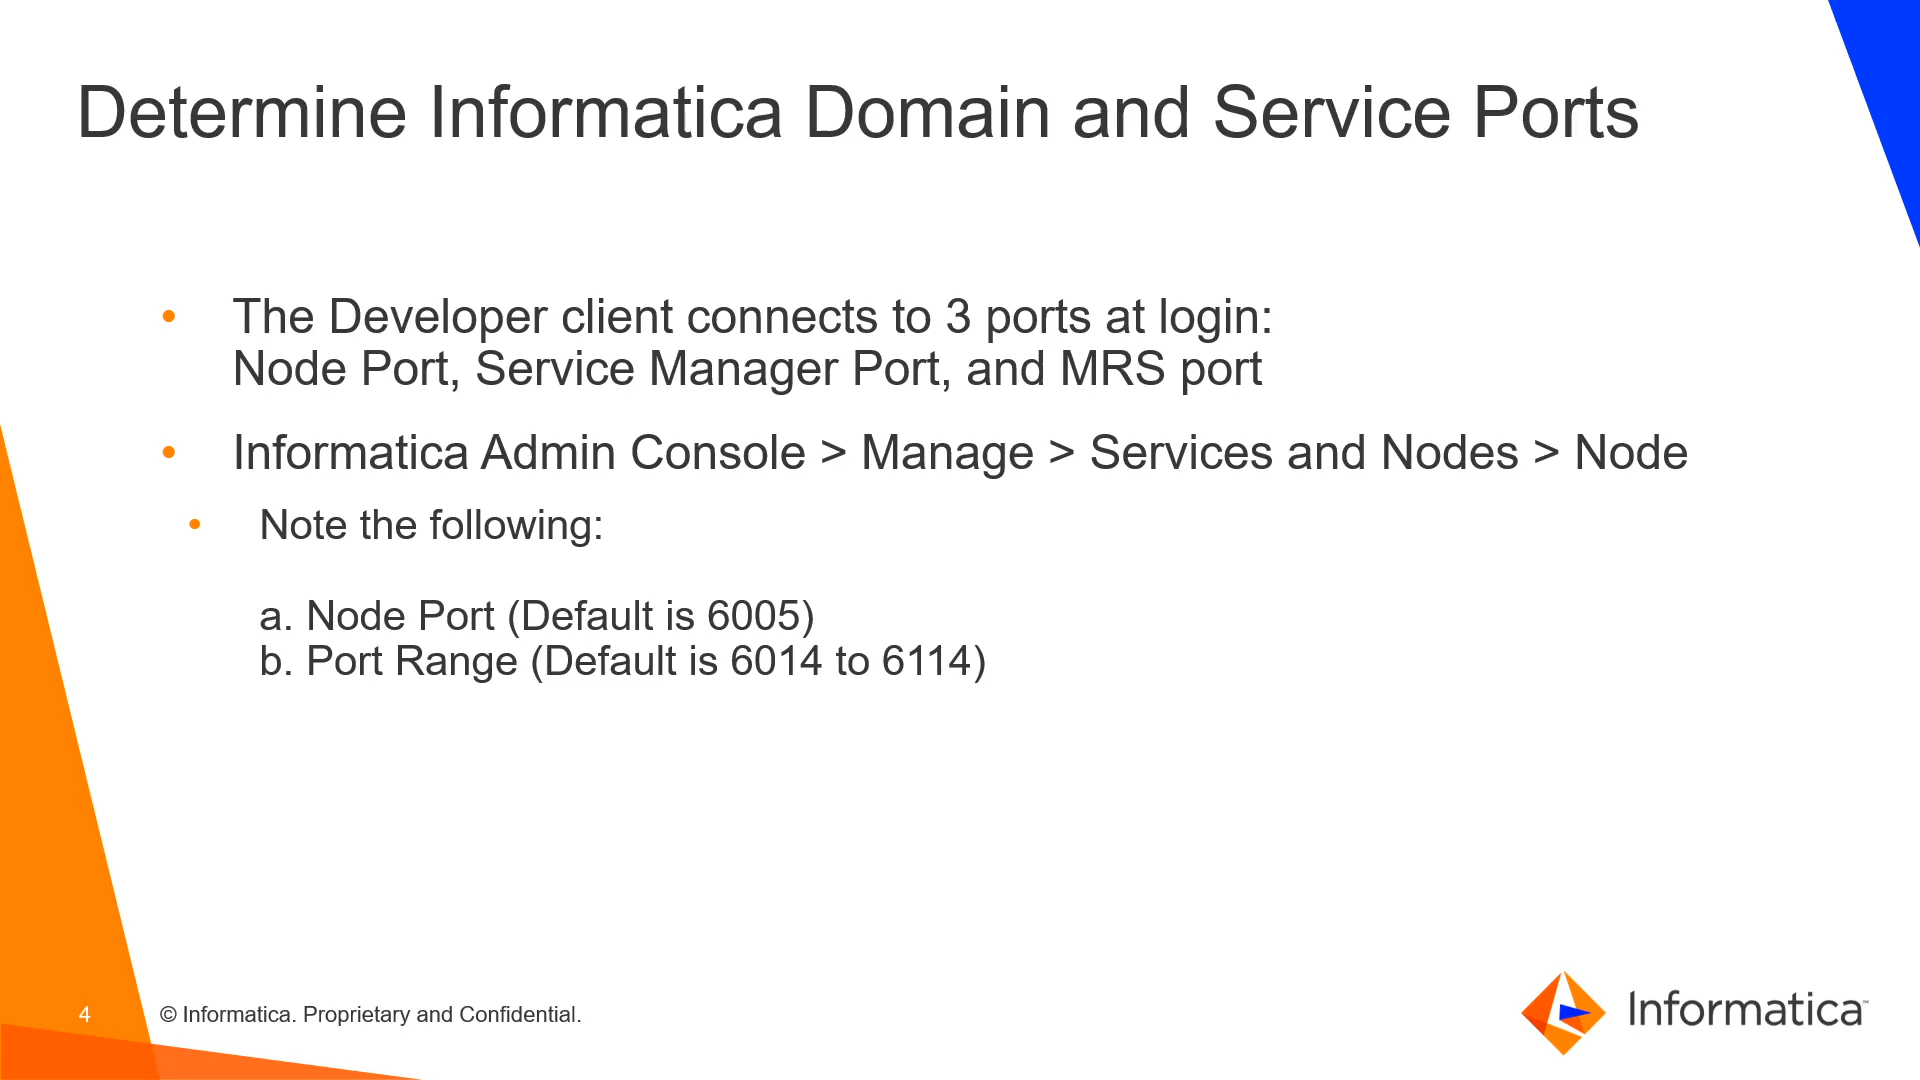 Determine Informatica Domain and Service Ports
• The Developer client connects to 3 ports at login:
Node Port, Service Manager Port, and MRS port
• Informatica Admin Console > Manage > Services and Nodes > Node
• Note the following:
a. Node Port (Default is 6005)
b. Port Range (Default is 6014 to 6114)
4
© Informatica. Proprietary and Confidential.
Informatica™